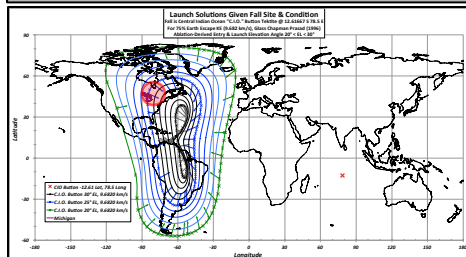 Launch Solutions Given Fall Site & Condition
Fall is Central Indian Ocean "C.I.O." Button Tektite @ 12.61667 S 78.5 E
For 75% Earth Escape KE (9.682 km/s), Glass Chapman Prasad (1996)
Ablation-Derived Entry & Launch Elevation Angle 20° < EL < 30°
90
60
30
0
-30
-60
Latitude
CIO Button -12.61 Lat, 78.5 Long
C.I.O. Button 30° EL, 9.6820 km/s
C.I.O. Button 25° EL, 9.6820 km/s
C.I.O. Button 20° EL, 9.6820 km/s
Michigan
-180 -150 -120 -90 -60 -30 0 30 60 90 120 150 180
Longitude